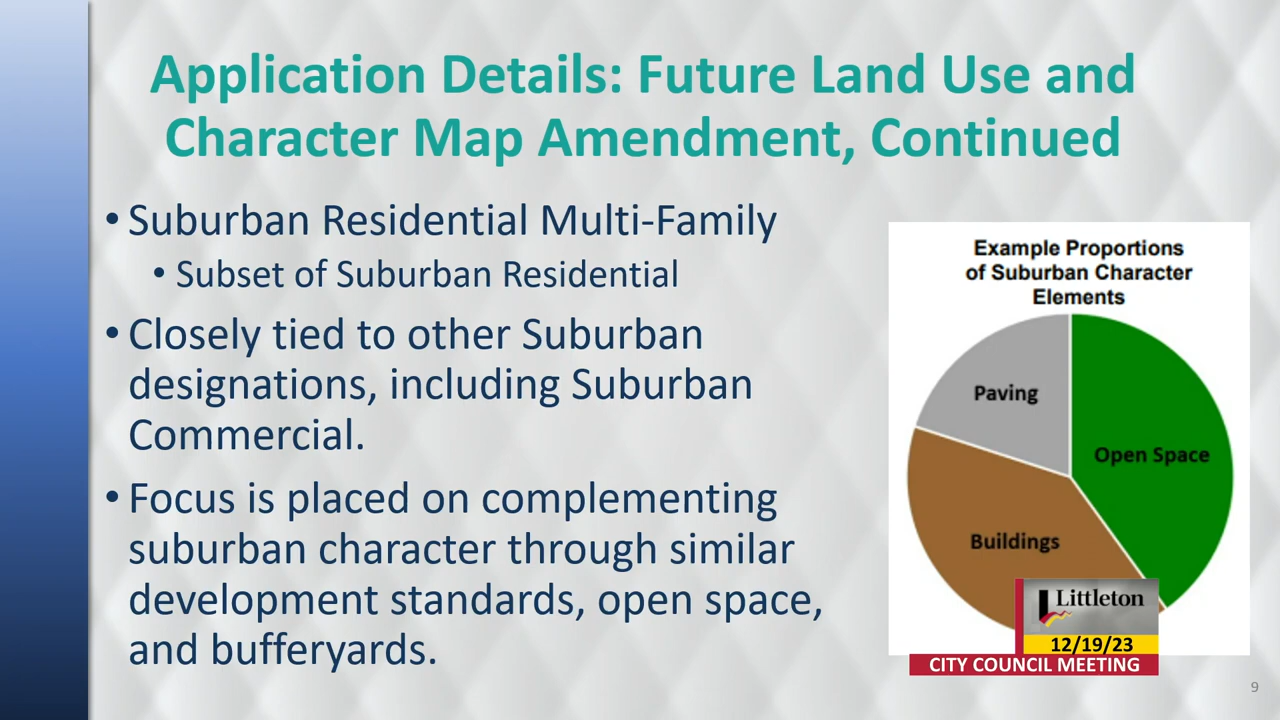 Application Details: Future Land Use and
Character Map Amendment, Continued
• Suburban Residential Multi-Family
• Subset of Suburban Residential
• Closely tied to other Suburban
designations, including Suburban
Commercial.
• Focus is placed on complementing
suburban character through similar
development standards, open space,
and bufferyards.
Example Proportions
of Suburban Character
Elements
Paving
Open Space
Buildings
Littleton
12/19/23
CITY COUNCIL MEETING
9